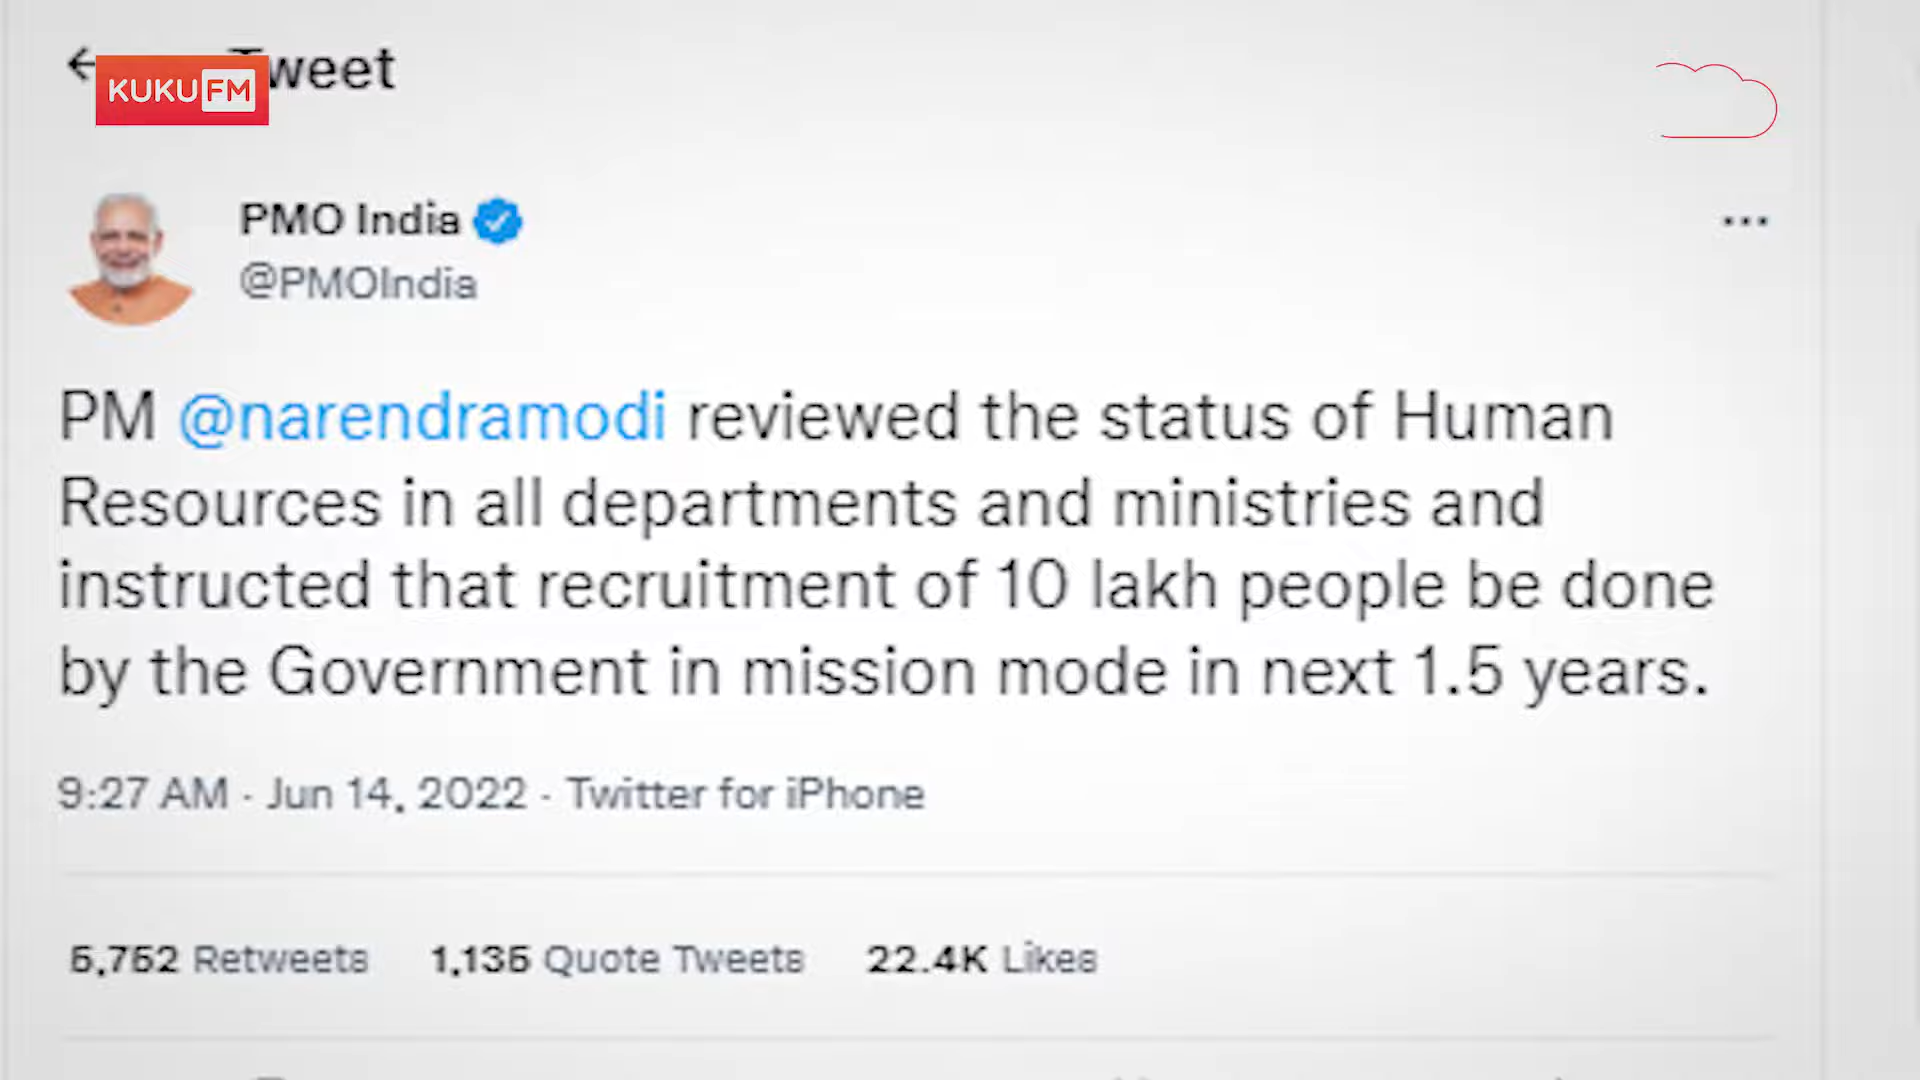 Tweet
KUKU FM
PMO India
@PMOIndia
PM @narendramodi reviewed the status of Human
Resources in all departments and ministries and
instructed that recruitment of 10 lakh people be done
by the Government in mission mode in next 1.5 years.
9:27 AM · Jun 14, 2022 · Twitter for iPhone
5,752 Retweets 1,135 Quote Tweets 22.4K Likes